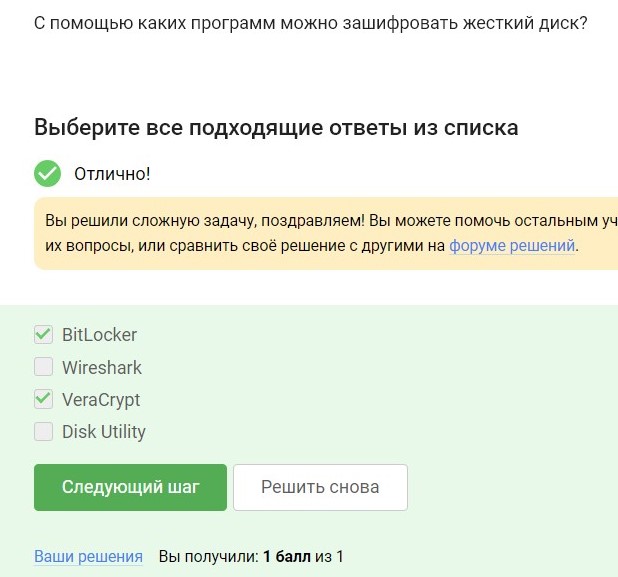 С помощью каких программ можно зашифровать жесткий диск?
Выберите все подходящие ответы из списка
Отлично!
Вы решили сложную задачу, поздравляем! Вы можете помочь остальным уч
их вопросы, или сравнить своё решение с другими на форуме решений.
BitLocker
Wireshark
VeraCrypt
Disk Utility
Следующий шаг Решить снова
Ваши решения Вы получили: 1 балл из 1